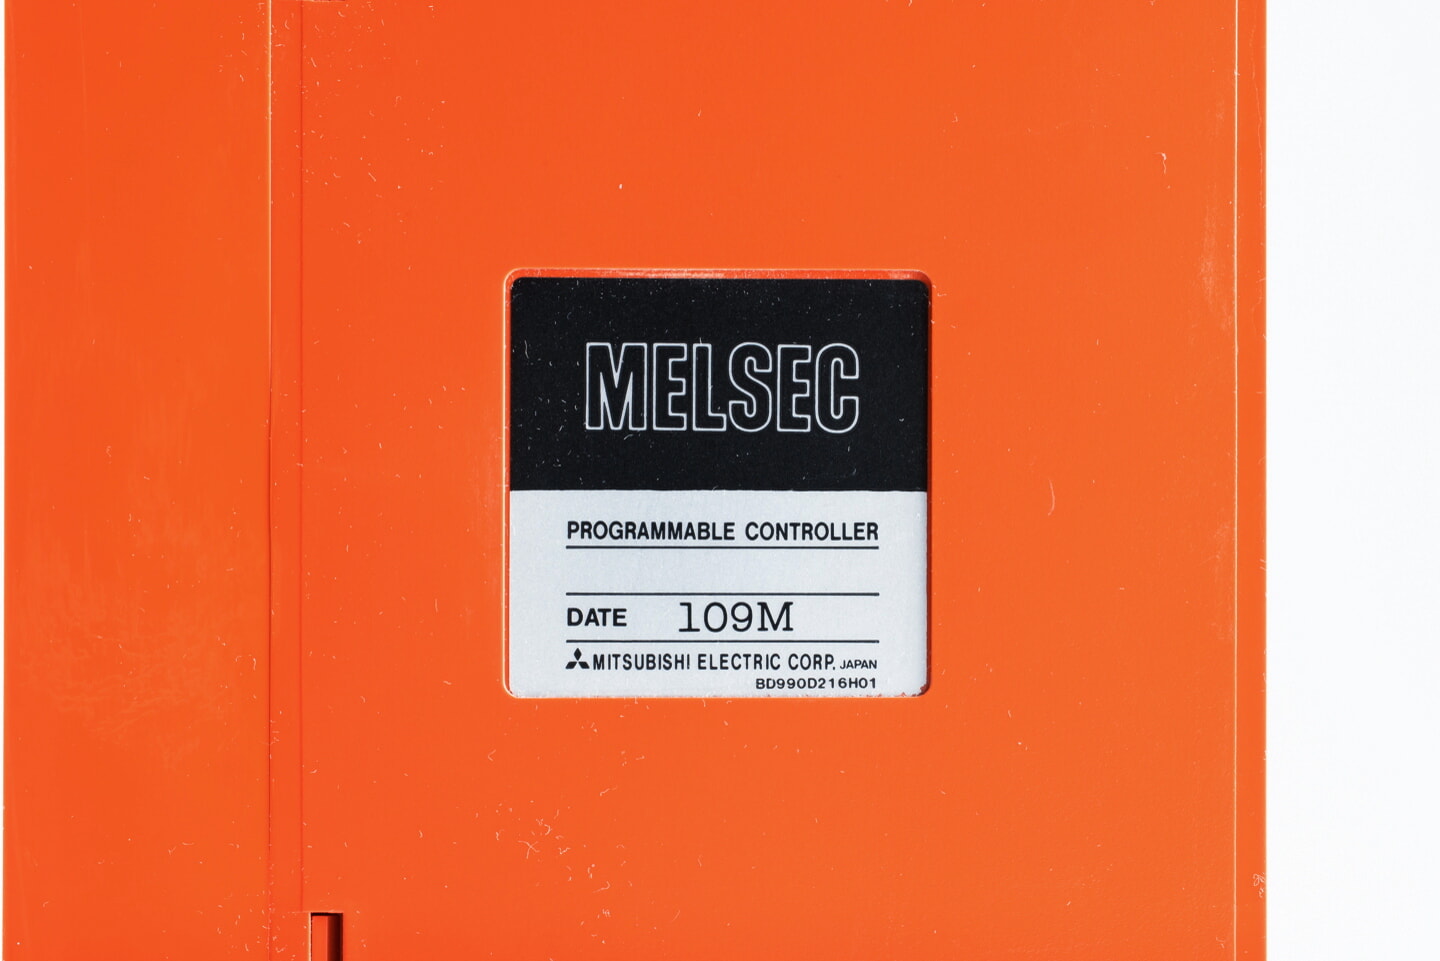 MELSEC
PROGRAMMABLE CONTROLLER
DATE 109M
MITSUBISHI ELECTRIC CORP. JAPAN
BD990D216H01